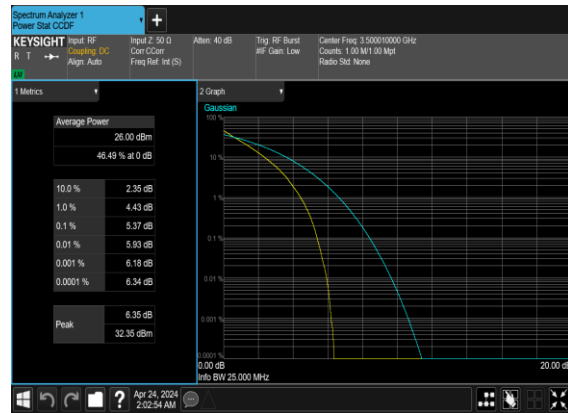 Spectrum Analyzer 1
Power Stat CCDF
+
KEYSIGHT
R T
LXI
Input: RF
Coupling: DC
Align: Auto
Input Z: 50 Ω
Corr CCorr
Freq Ref: Int (S)
Atten: 40 dB
Trig: RF Burst
#IF Gain: Low
Center Freq: 3.500010000 GHz
Counts: 1.00 M/1.00 Mpt
Radio Std: None
1 Metrics
Average Power
26.00 dBm
46.49 % at 0 dB
10.0 % 2.35 dB
1.0 % 4.43 dB
0.1 % 5.37 dB
0.01 % 5.93 dB
0.001 % 6.18 dB
0.0001 % 6.34 dB
Peak 6.35 dB
32.35 dBm
2 Graph
Gaussian
100 %
10 %
1 %
0.1 %
0.01 %
0.001 %
0.0001 %
0.00 dB 20.00 dB
Info BW 25.000 MHz
?
Apr 24, 2024
2:02:54 AM